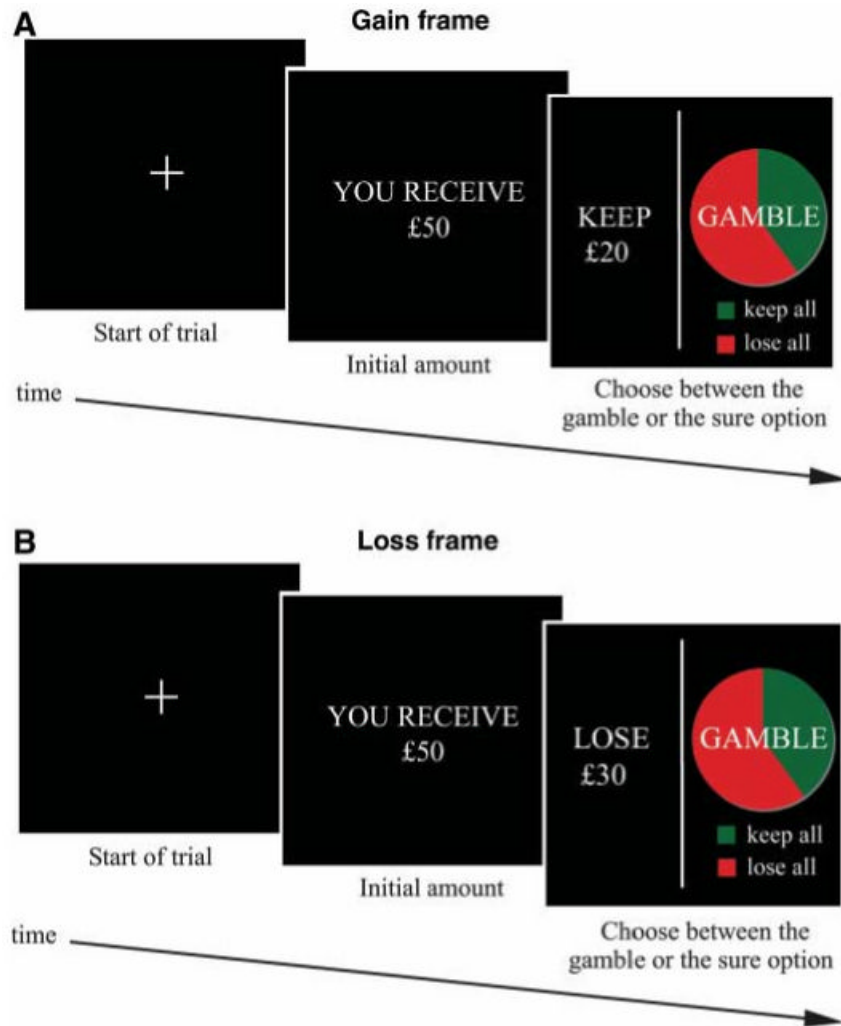 A
Gain frame
YOU RECEIVE
£50
KEEP
£20
GAMBLE
keep all
lose all
Start of trial
Initial amount
Choose between the
gamble or the sure option
time
B
Loss frame
YOU RECEIVE
£50
LOSE
£30
GAMBLE
keep all
lose all
Start of trial
Initial amount
Choose between the
gamble or the sure option
time